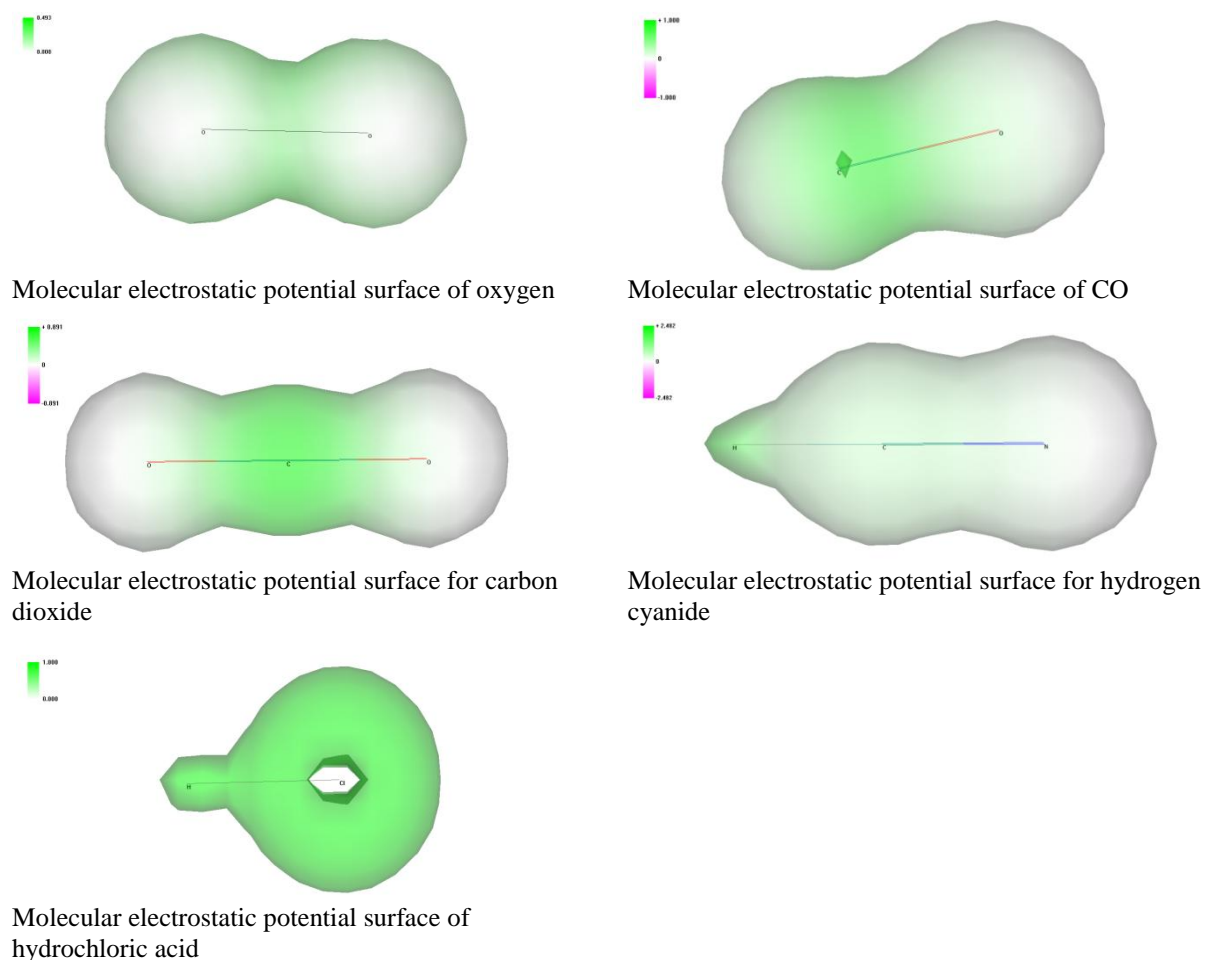 0.493
0.000
O
O
Molecular electrostatic potential surface of oxygen
+ 1.000
0
-1.000
C
O
Molecular electrostatic potential surface of CO
+ 0.891
0
-0.891
O
C
O
Molecular electrostatic potential surface for carbon
dioxide
+ 2.482
0
-2.482
H
C
N
Molecular electrostatic potential surface for hydrogen
cyanide
1.000
0.000
H
Cl
Molecular electrostatic potential surface of
hydrochloric acid